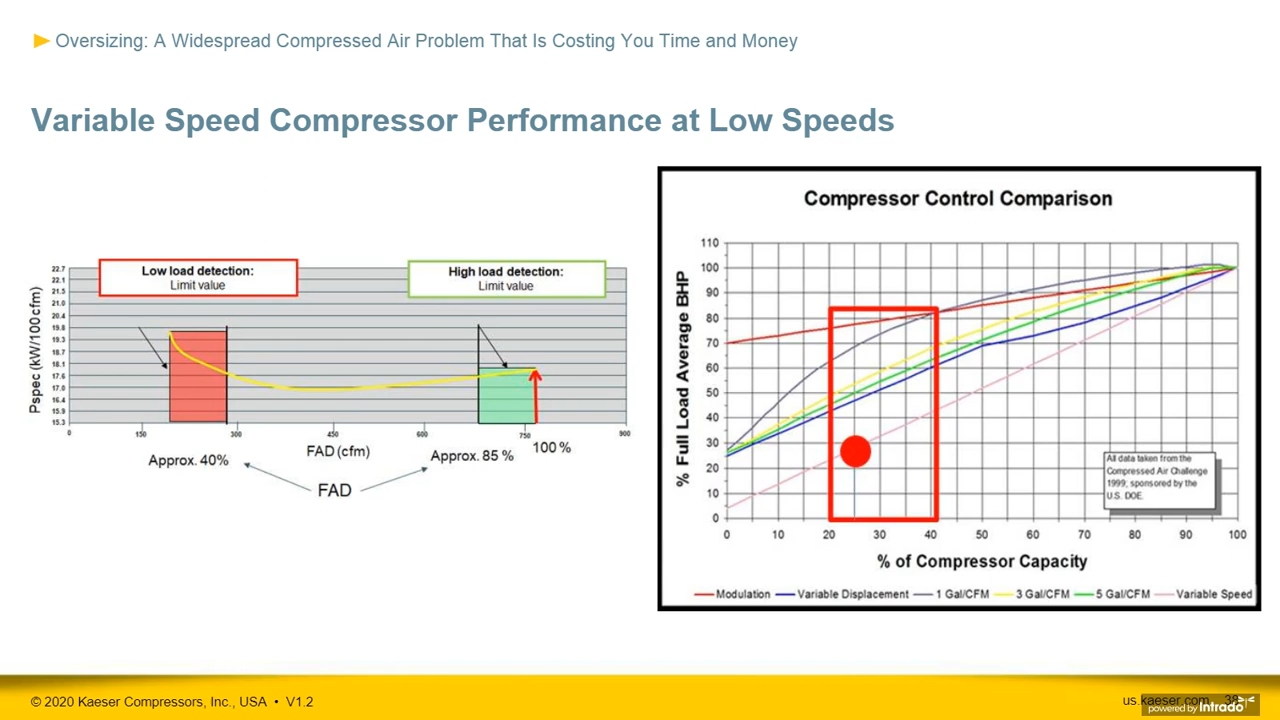 Oversizing: A Widespread Compressed Air Problem That Is Costing You Time and Money
Variable Speed Compressor Performance at Low Speeds
Low load detection:
Limit value
High load detection:
Limit value
Pspec (kW/100 cfm)
22.7
22.1
21.5
21.0
20.4
19.8
19.3
18.7
18.1
17.6
17.0
16.4
15.9
15.3
0 150 300 450 600 750 900
FAD (cfm)
Approx. 40%
Approx. 85 %
100 %
FAD
Compressor Control Comparison
% Full Load Average BHP
110
100
90
80
70
60
50
40
30
20
10
0
0 10 20 30 40 50 60 70 80 90 100
% of Compressor Capacity
All data taken from the
Compressed Air Challenge
1999; sponsored by the
U.S. DOE.
Modulation Variable Displacement 1 Gal/CFM 3 Gal/CFM 5 Gal/CFM Variable Speed
© 2020 Kaeser Compressors, Inc., USA • V1.2
us.kaeser.com
powered by intrado